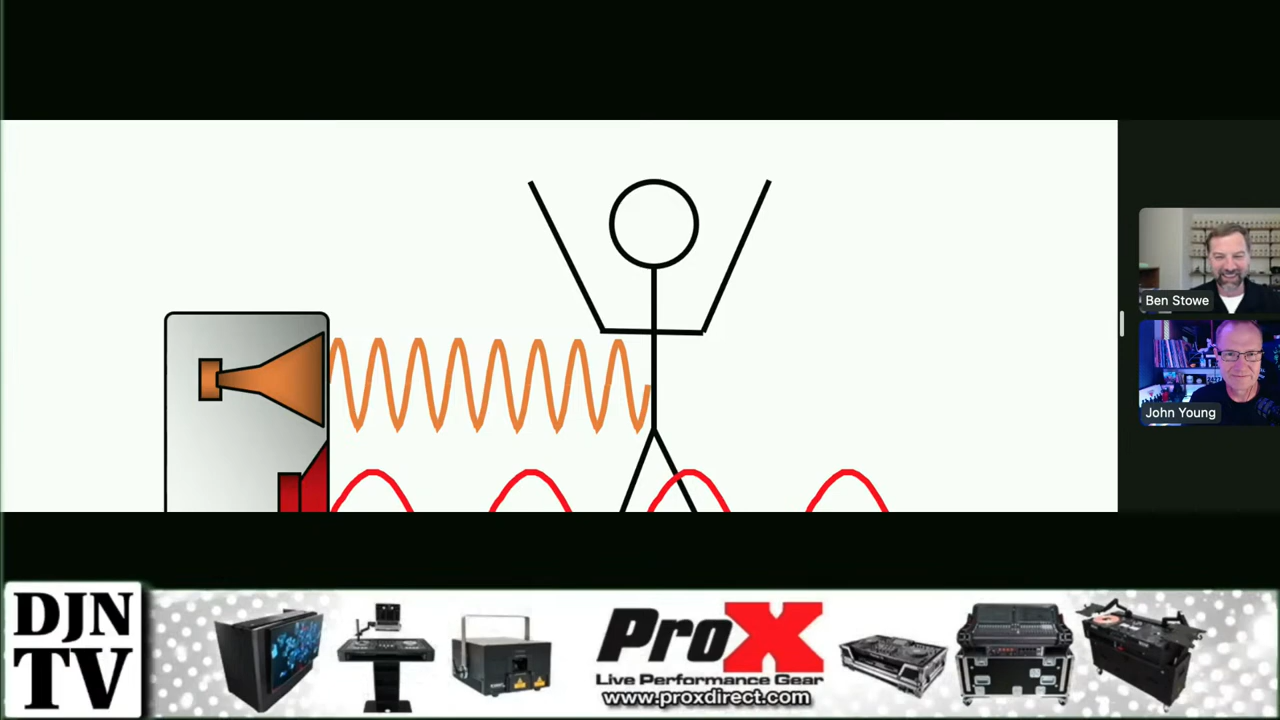 Ben Stowe
John Young
DJN
TV
ProX
Live Performance Gear
www.proxdirect.com